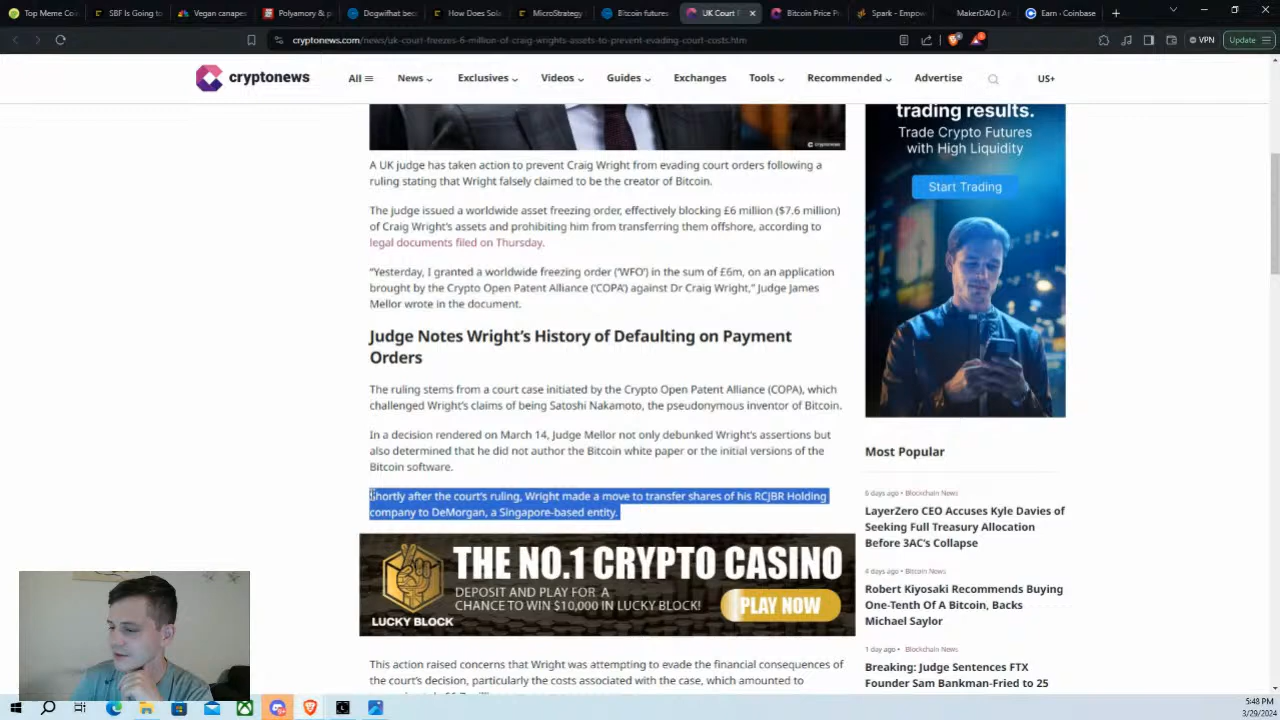 Top Meme Coi
SBF Is Going to
Vegan canapes
Polyamory & p
Dogwifhat bec
How Does Sol
MicroStrategy
Bitcoin futures
UK Court
Bitcoin Price P
Spark - Empow
MakerDAO | A
Earn - Coinbase
cryptonews.com/news/uk-court-freezes-6-million-of-craig-wrights-assets-to-prevent-evading-court-costs.htm
VPN
Update
cryptonews
All
News
Exclusives
Videos
Guides
Exchanges
Tools
Recommended
Advertise
US+
cryptonews
A UK judge has taken action to prevent Craig Wright from evading court orders following a
ruling stating that Wright falsely claimed to be the creator of Bitcoin.
The judge issued a worldwide asset freezing order, effectively blocking £6 million ($7.6 million)
of Craig Wright's assets and prohibiting him from transferring them offshore, according to
legal documents filed on Thursday.
“Yesterday, I granted a worldwide freezing order (‘WFO’) in the sum of £6m, on an application
brought by the Crypto Open Patent Alliance (‘COPA’) against Dr Craig Wright,” Judge James
Mellor wrote in the document.
Judge Notes Wright's History of Defaulting on Payment
Orders
The ruling stems from a court case initiated by the Crypto Open Patent Alliance (COPA), which
challenged Wright's claims of being Satoshi Nakamoto, the pseudonymous inventor of Bitcoin.
In a decision rendered on March 14, Judge Mellor not only debunked Wright's assertions but
also determined that he did not author the Bitcoin white paper or the initial versions of the
Bitcoin software.
Shortly after the court's ruling, Wright made a move to transfer shares of his RCJBR Holding
company to DeMorgan, a Singapore-based entity.
THE NO.1 CRYPTO CASINO
DEPOSIT AND PLAY FOR A
CHANCE TO WIN $10,000 IN LUCKY BLOCK!
PLAY NOW
LUCKY BLOCK
This action raised concerns that Wright was attempting to evade the financial consequences of
the court's decision, particularly the costs associated with the case, which amounted to
trading results.
Trade Crypto Futures
with High Liquidity
Start Trading
Most Popular
6 days ago • Blockchain News
LayerZero CEO Accuses Kyle Davies of
Seeking Full Treasury Allocation
Before 3AC's Collapse
4 days ago • Bitcoin News
Robert Kiyosaki Recommends Buying
One-Tenth Of A Bitcoin, Backs
Michael Saylor
1 day ago • Blockchain News
Breaking: Judge Sentences FTX
Founder Sam Bankman-Fried to 25
5:48 PM
3/29/2024